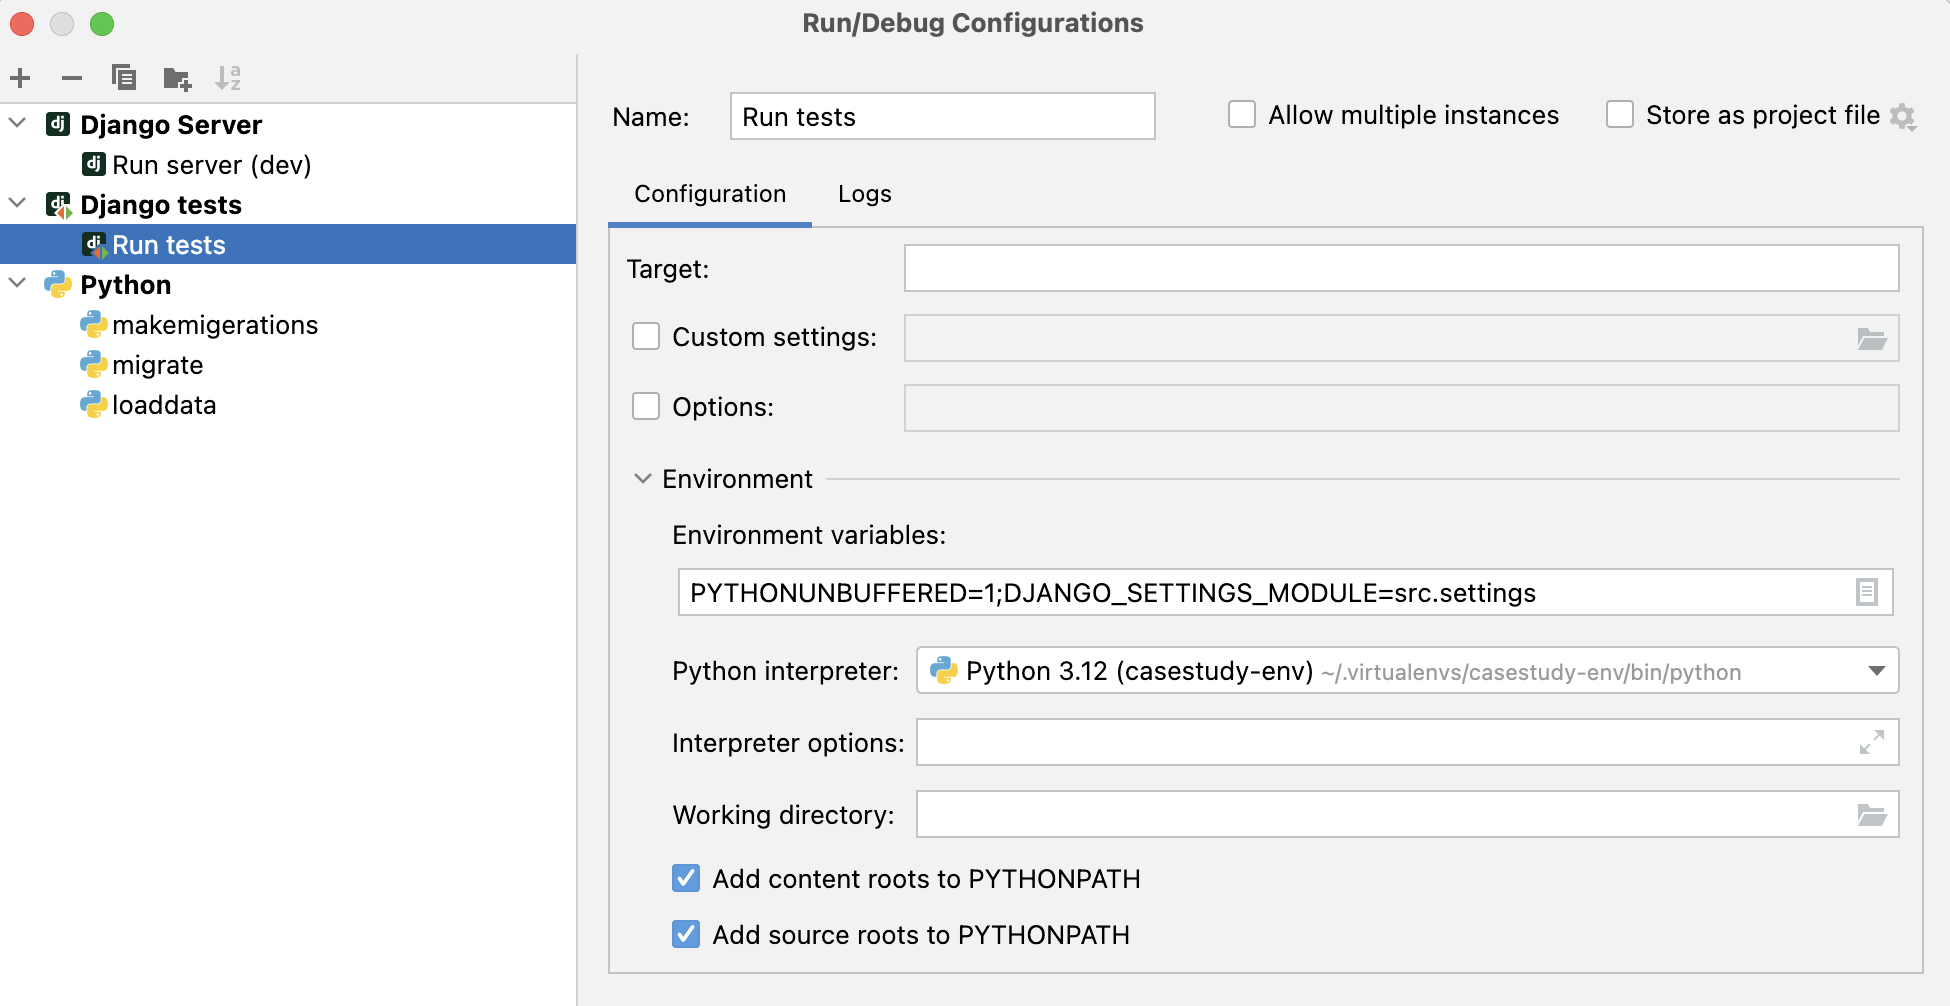 Run/Debug Configurations
Django Server
Run server (dev)
Django tests
Run tests
Python
makemigerations
migrate
loaddata
Name: Run tests Allow multiple instances Store as project file
Configuration Logs
Target:
Custom settings:
Options:
Environment
Environment variables:
PYTHONUNBUFFERED=1;DJANGO_SETTINGS_MODULE=src.settings
Python interpreter: Python 3.12 (casestudy-env) ~/.virtualenvs/casestudy-env/bin/python
Interpreter options:
Working directory:
Add content roots to PYTHONPATH
Add source roots to PYTHONPATH